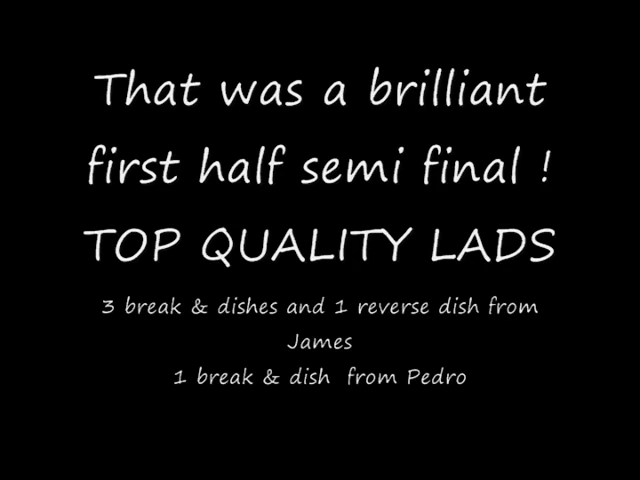 That was a brilliant
first half semi final !
TOP QUALITY LADS
3 break & dishes and 1 reverse dish from
James
1 break & dish from Pedro